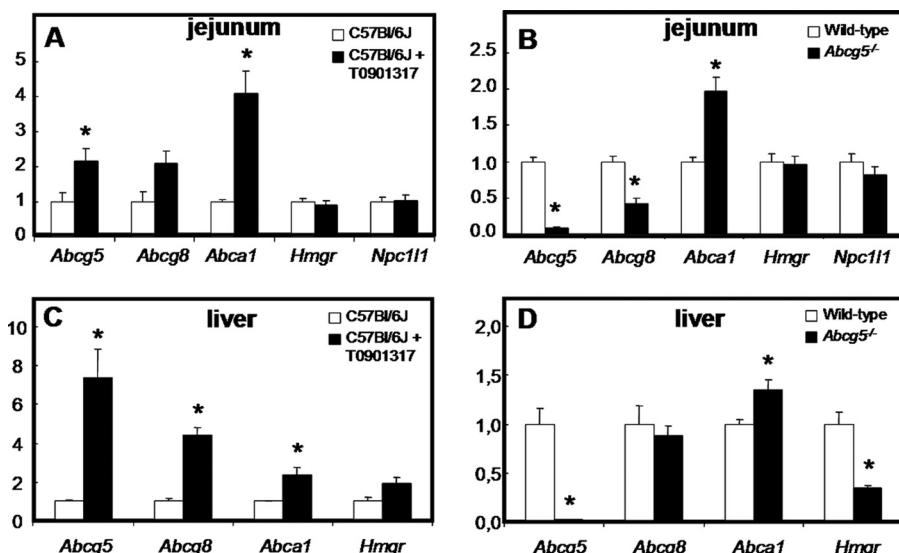 A
jejunum
C57Bl/6J
C57Bl/6J +
T0901317
*
*
5
4
3
2
1
0
Abcg5 Abcg8 Abca1 Hmgr Npc1l1
B
jejunum
Wild-type
Abcg5-/-
*
*
*
2.5
2.0
1.5
1.0
0.5
0.0
Abcg5 Abcg8 Abca1 Hmgr Npc1l1
C
liver
C57Bl/6J
C57Bl/6J +
T0901317
*
*
*
10
8
6
4
2
0
Abcg5 Abcg8 Abca1 Hmgr
D
liver
Wild-type
Abcg5-/-
*
*
*
2,0
1,5
1,0
0,5
0,0
Abcg5 Abcg8 Abca1 Hmgr